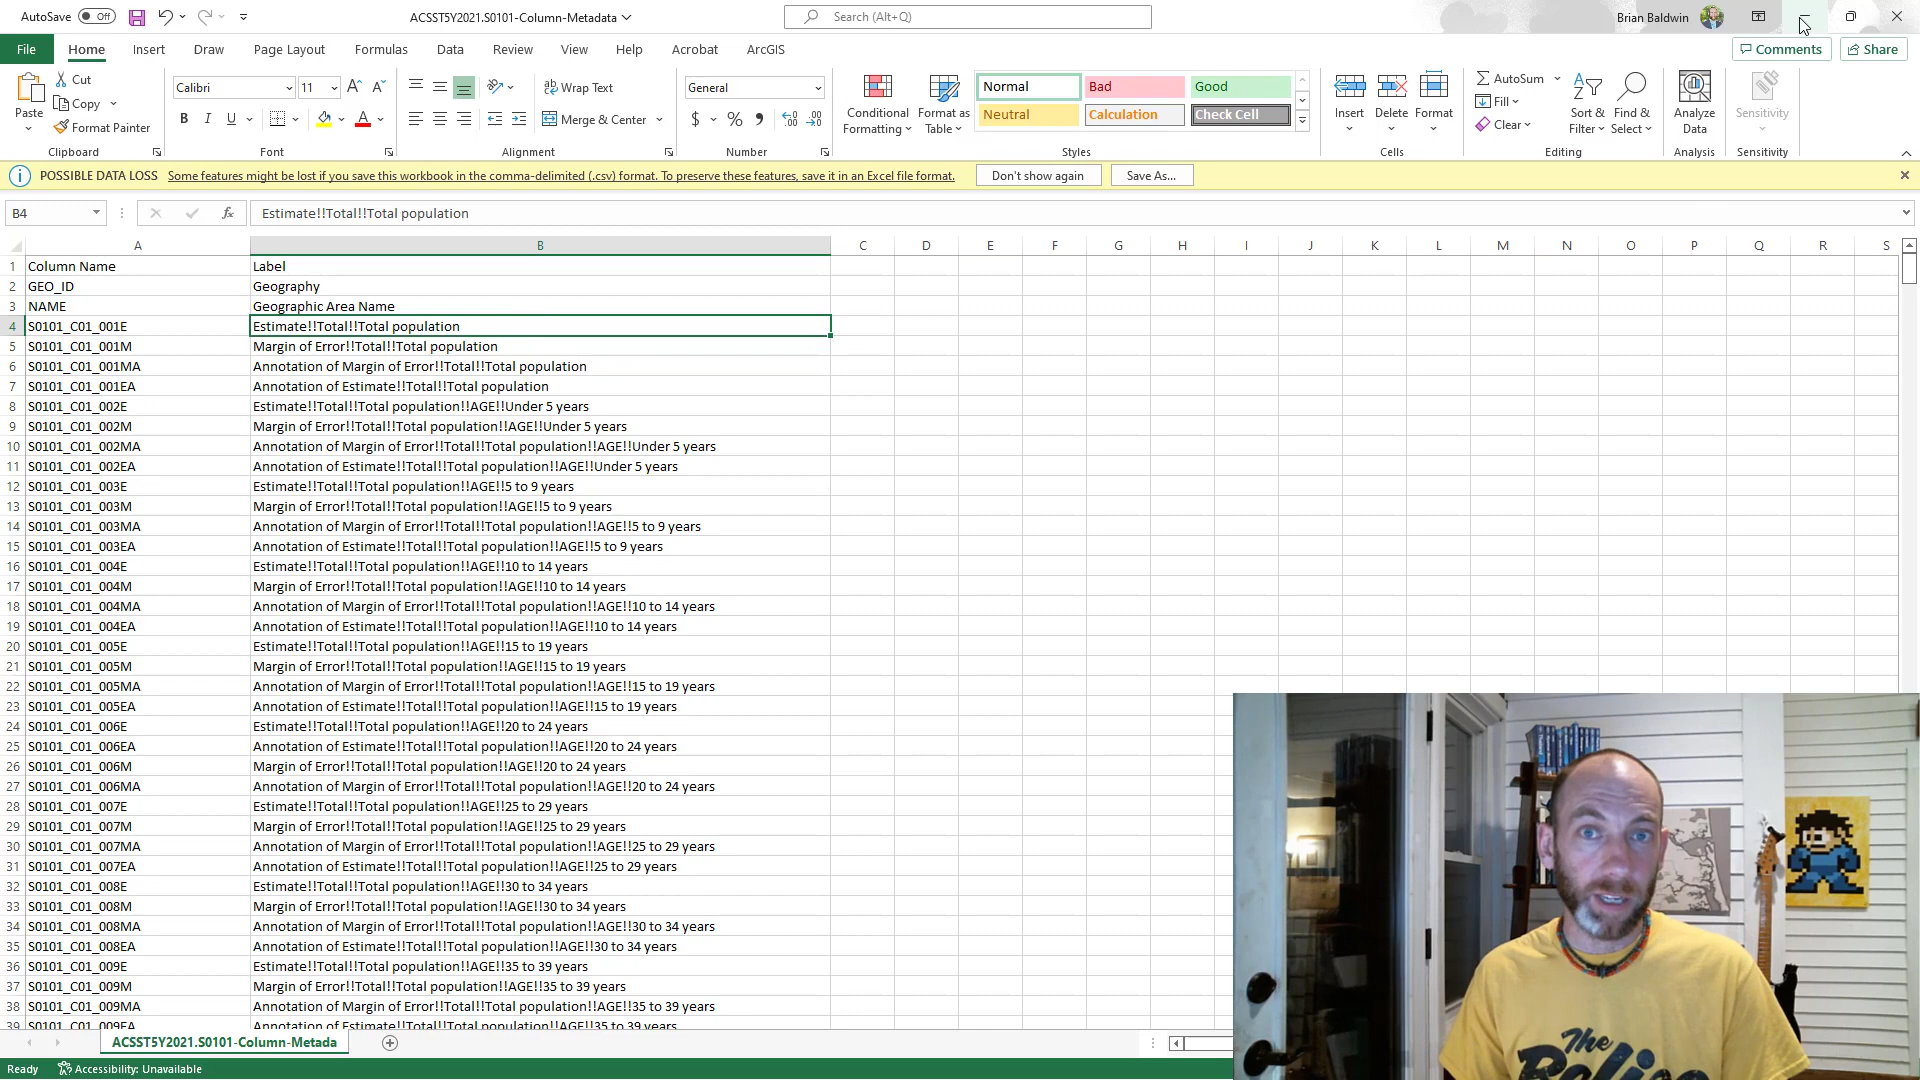 AutoSave Off ACSST5Y2021.S0101-Column-Metadata Search (Alt+Q) Brian Baldwin
File Home Insert Draw Page Layout Formulas Data Review View Help Acrobat ArcGIS Comments Share
Paste Cut Copy Format Painter Clipboard
Calibri 11 B I U A Font
Wrap Text Merge & Center Alignment
General $ % Number
Conditional Formatting Format as Table Normal Bad Good Neutral Calculation Check Cell Styles
Insert Delete Format Cells
AutoSum Fill Clear Sort & Filter Find & Select Editing
Analyze Data Analysis Sensitivity Sensitivity
POSSIBLE DATA LOSS Some features might be lost if you save this workbook in the comma-delimited (.csv) format. To preserve these features, save it in an Excel file format. Don't show again Save As...
B4 fx Estimate!!Total!!Total population
A B C D E F G H I J K L M N O P Q R S
1 Column Name Label
2 GEO_ID Geography
3 NAME Geographic Area Name
4 S0101_C01_001E Estimate!!Total!!Total population
5 S0101_C01_001M Margin of Error!!Total!!Total population
6 S0101_C01_001MA Annotation of Margin of Error!!Total!!Total population
7 S0101_C01_001EA Annotation of Estimate!!Total!!Total population
8 S0101_C01_002E Estimate!!Total!!Total population!!AGE!!Under 5 years
9 S0101_C01_002M Margin of Error!!Total!!Total population!!AGE!!Under 5 years
10 S0101_C01_002MA Annotation of Margin of Error!!Total!!Total population!!AGE!!Under 5 years
11 S0101_C01_002EA Annotation of Estimate!!Total!!Total population!!AGE!!Under 5 years
12 S0101_C01_003E Estimate!!Total!!Total population!!AGE!!5 to 9 years
13 S0101_C01_003M Margin of Error!!Total!!Total population!!AGE!!5 to 9 years
14 S0101_C01_003MA Annotation of Margin of Error!!Total!!Total population!!AGE!!5 to 9 years
15 S0101_C01_003EA Annotation of Estimate!!Total!!Total population!!AGE!!5 to 9 years
16 S0101_C01_004E Estimate!!Total!!Total population!!AGE!!10 to 14 years
17 S0101_C01_004M Margin of Error!!Total!!Total population!!AGE!!10 to 14 years
18 S0101_C01_004MA Annotation of Margin of Error!!Total!!Total population!!AGE!!10 to 14 years
19 S0101_C01_004EA Annotation of Estimate!!Total!!Total population!!AGE!!10 to 14 years
20 S0101_C01_005E Estimate!!Total!!Total population!!AGE!!15 to 19 years
21 S0101_C01_005M Margin of Error!!Total!!Total population!!AGE!!15 to 19 years
22 S0101_C01_005MA Annotation of Margin of Error!!Total!!Total population!!AGE!!15 to 19 years
23 S0101_C01_005EA Annotation of Estimate!!Total!!Total population!!AGE!!15 to 19 years
24 S0101_C01_006E Estimate!!Total!!Total population!!AGE!!20 to 24 years
25 S0101_C01_006EA Annotation of Estimate!!Total!!Total population!!AGE!!20 to 24 years
26 S0101_C01_006M Margin of Error!!Total!!Total population!!AGE!!20 to 24 years
27 S0101_C01_006MA Annotation of Margin of Error!!Total!!Total population!!AGE!!20 to 24 years
28 S0101_C01_007E Estimate!!Total!!Total population!!AGE!!25 to 29 years
29 S0101_C01_007M Margin of Error!!Total!!Total population!!AGE!!25 to 29 years
30 S0101_C01_007MA Annotation of Margin of Error!!Total!!Total population!!AGE!!25 to 29 years
31 S0101_C01_007EA Annotation of Estimate!!Total!!Total population!!AGE!!25 to 29 years
32 S0101_C01_008E Estimate!!Total!!Total population!!AGE!!30 to 34 years
33 S0101_C01_008M Margin of Error!!Total!!Total population!!AGE!!30 to 34 years
34 S0101_C01_008MA Annotation of Margin of Error!!Total!!Total population!!AGE!!30 to 34 years
35 S0101_C01_008EA Annotation of Estimate!!Total!!Total population!!AGE!!30 to 34 years
36 S0101_C01_009E Estimate!!Total!!Total population!!AGE!!35 to 39 years
37 S0101_C01_009M Margin of Error!!Total!!Total population!!AGE!!35 to 39 years
38 S0101_C01_009MA Annotation of Margin of Error!!Total!!Total population!!AGE!!35 to 39 years
39 S0101_C01_009EA Annotation of Estimate!!Total!!Total population!!AGE!!35 to 39 years
ACSST5Y2021.S0101-Column-Metada
Ready Accessibility: Unavailable
The